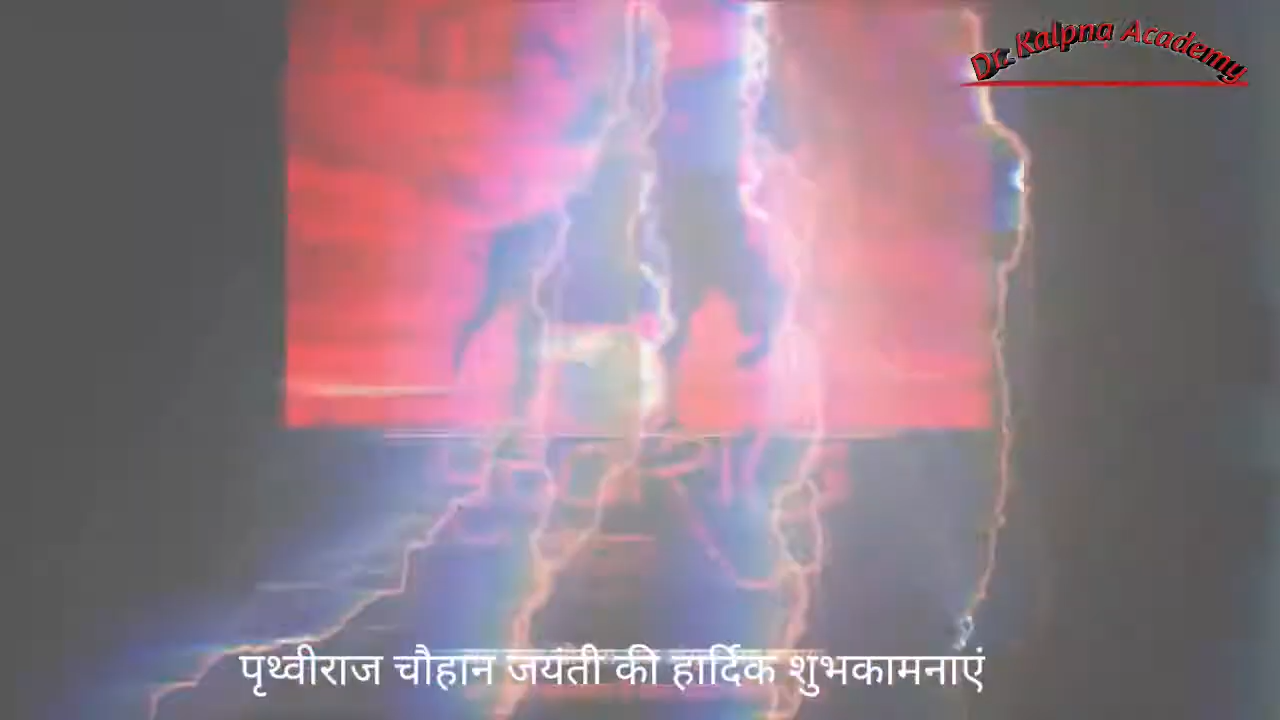 Dr. Kalpna Academy
पृथ्वीराज चौहान जयंती की हार्दिक शुभकामनाएं